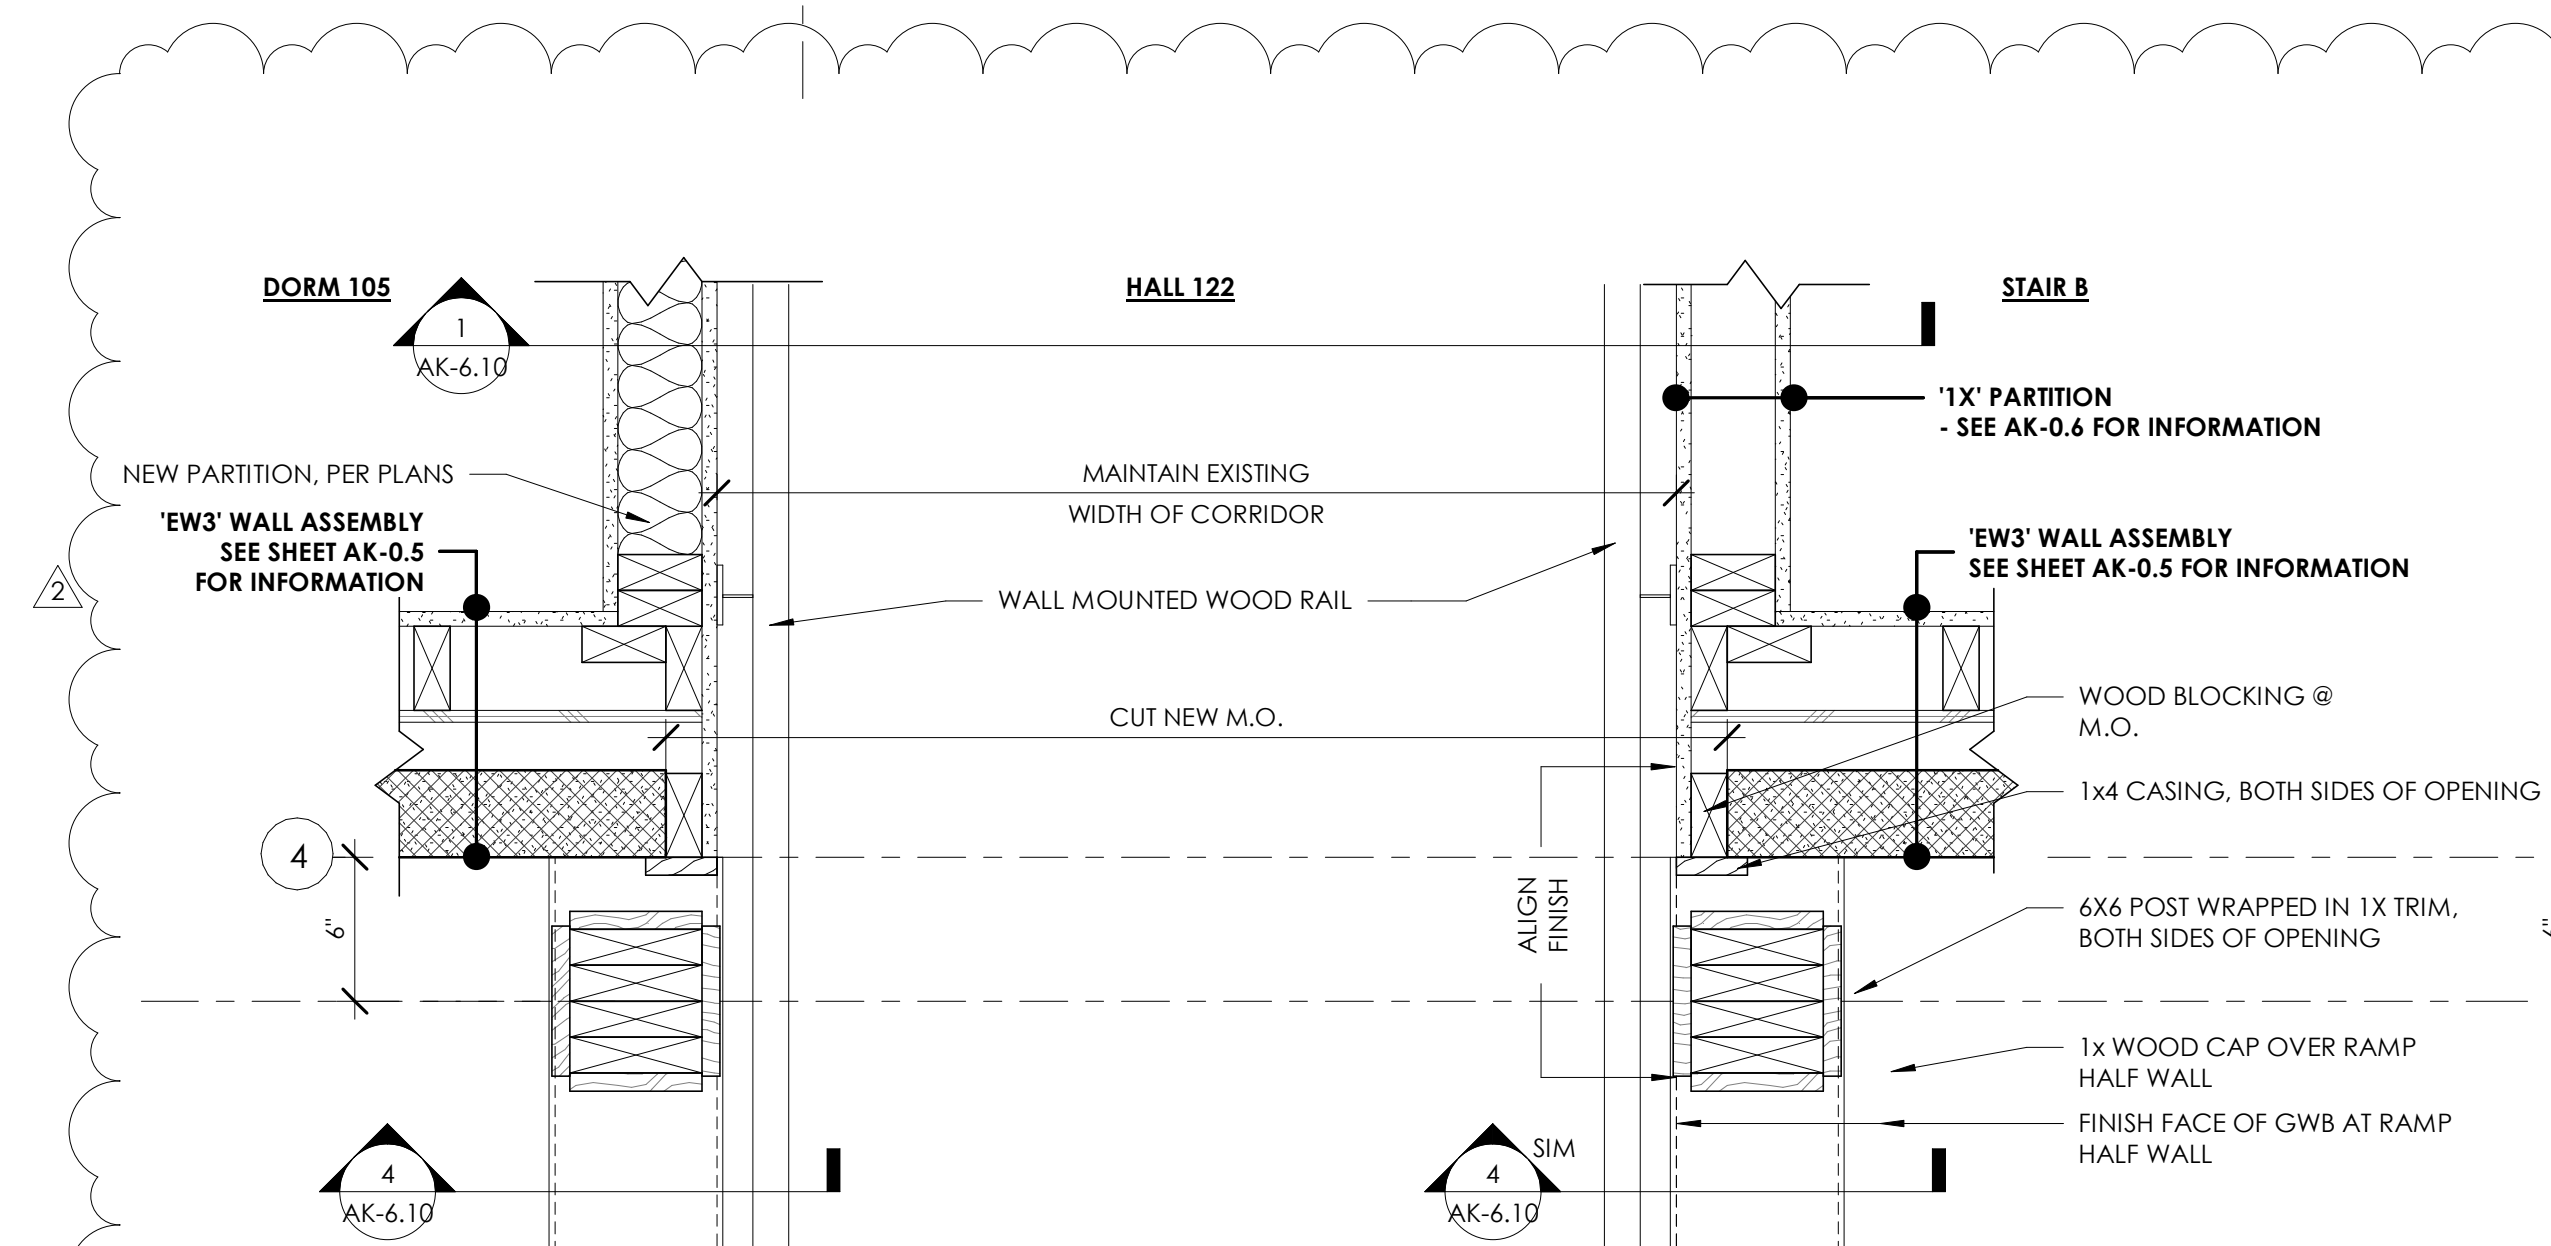 DORM 105
HALL 122
STAIR B
1
AK-6.10
'1X' PARTITION
- SEE AK-0.6 FOR INFORMATION
NEW PARTITION, PER PLANS
MAINTAIN EXISTING
WIDTH OF CORRIDOR
'EW3' WALL ASSEMBLY
SEE SHEET AK-0.5
FOR INFORMATION
'EW3' WALL ASSEMBLY
SEE SHEET AK-0.5 FOR INFORMATION
2
WALL MOUNTED WOOD RAIL
WOOD BLOCKING @
M.O.
CUT NEW M.O.
1x4 CASING, BOTH SIDES OF OPENING
4
6"
ALIGN
FINISH
6X6 POST WRAPPED IN 1X TRIM,
BOTH SIDES OF OPENING
1x WOOD CAP OVER RAMP
HALF WALL
FINISH FACE OF GWB AT RAMP
HALF WALL
4
AK-6.10
SIM
4
AK-6.10